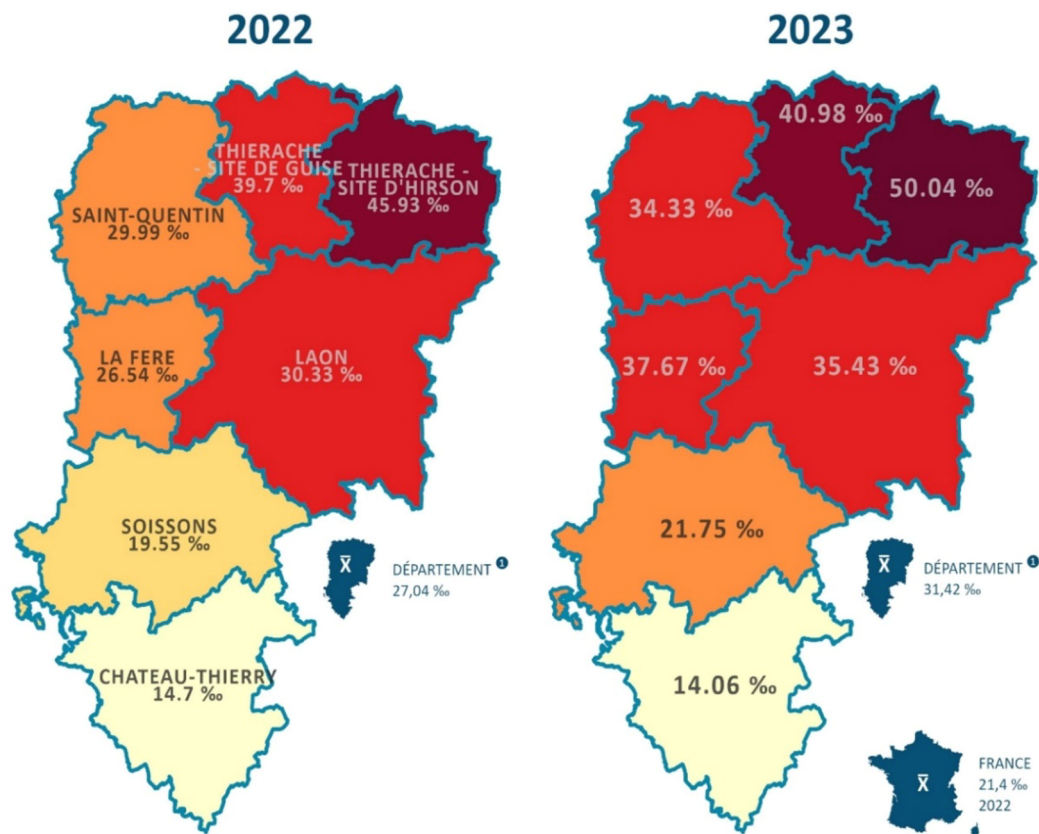 2022
THIERACHE
- SITE DE GUISE
39.7 ‰
THIERACHE -
SITE D'HIRSON
45.93 ‰
SAINT-QUENTIN
29.99 ‰
LA FERE
26.54 ‰
LAON
30.33 ‰
SOISSONS
19.55 ‰
X
DÉPARTEMENT 1
27,04 ‰
CHATEAU-THIERRY
14.7 ‰
2023
40.98 ‰
50.04 ‰
34.33 ‰
37.67 ‰
35.43 ‰
21.75 ‰
X
DÉPARTEMENT 1
31,42 ‰
14.06 ‰
X
FRANCE
21,4 ‰
2022